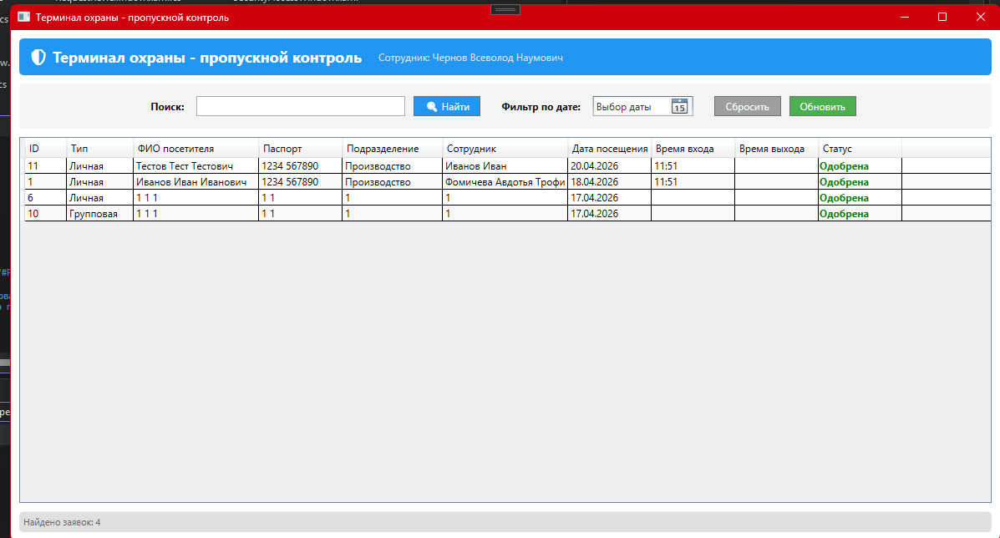 Терминал охраны - пропускной контроль
Терминал охраны - пропускной контроль Сотрудник: Чернов Всеволод Наумович
Поиск: Найти Фильтр по дате: Выбор даты 15 Сбросить Обновить
ID Тип ФИО посетителя Паспорт Подразделение Сотрудник Дата посещения Время входа Время выхода Статус
11 Личная Тестов Тест Тестович 1234 567890 Производство Иванов Иван 20.04.2026 11:51 Одобрена
1 Личная Иванов Иван Иванович 1234 567890 Производство Фомичева Авдотья Трофи 18.04.2026 11:51 Одобрена
6 Личная 1 1 1 1 1 1 1 17.04.2026 Одобрена
10 Групповая 1 1 1 1 1 1 1 17.04.2026 Одобрена
Найдено заявок: 4